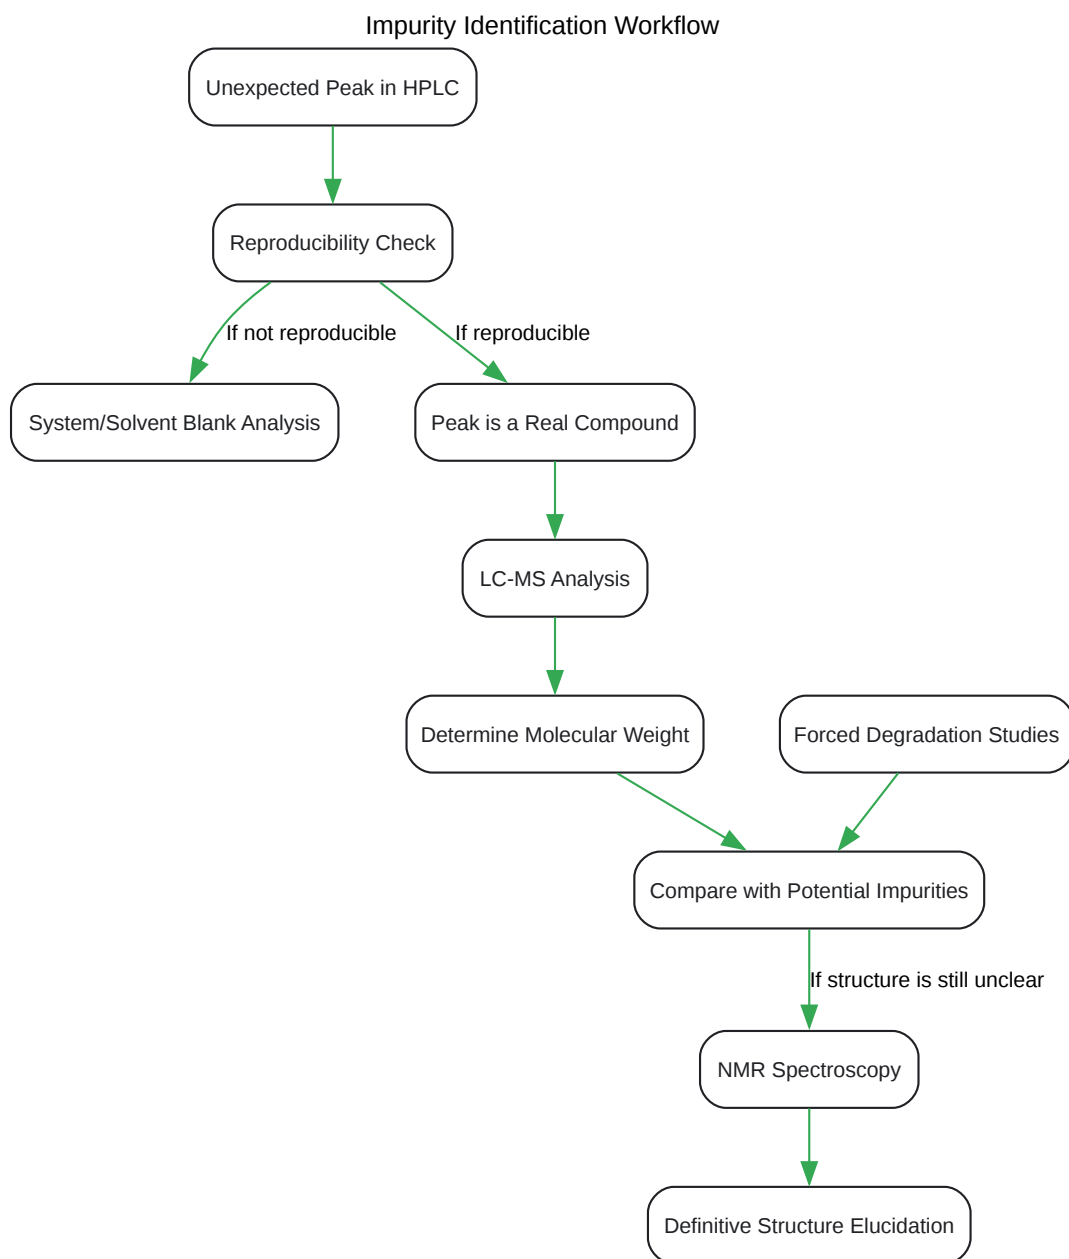 Impurity Identification Workflow
Unexpected Peak in HPLC
Reproducibility Check
If not reproducible
If reproducible
System/Solvent Blank Analysis
Peak is a Real Compound
LC-MS Analysis
Determine Molecular Weight
Forced Degradation Studies
Compare with Potential Impurities
If structure is still unclear
NMR Spectroscopy
Definitive Structure Elucidation